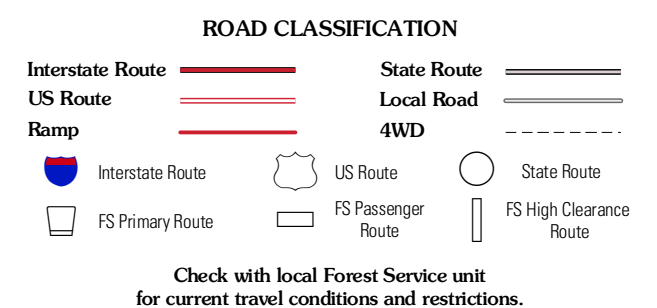 ROAD CLASSIFICATION
Interstate Route
State Route
US Route
Local Road
Ramp
4WD
Interstate Route
US Route
State Route
FS Primary Route
FS Passenger
Route
FS High Clearance
Route
Check with local Forest Service unit
for current travel conditions and restrictions.